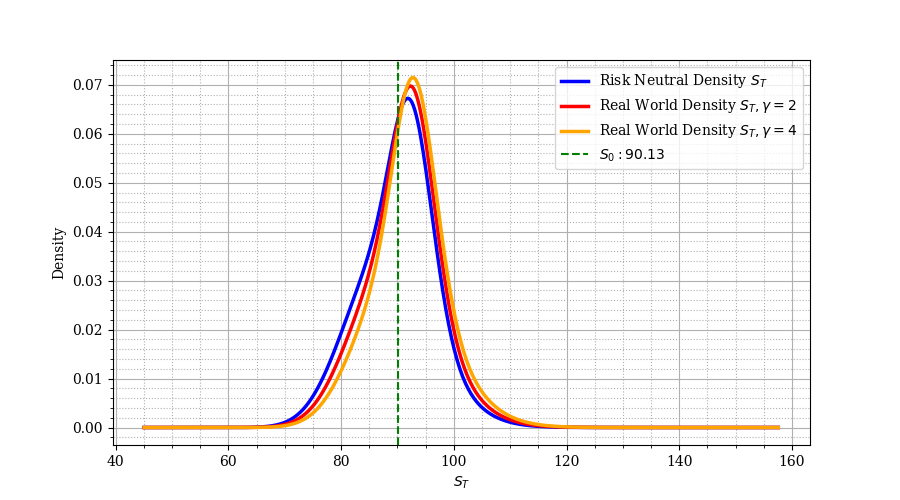 Risk Neutral Density S_T
Real World Density S_T, γ = 2
Real World Density S_T, γ = 4
S_0 : 90.13
Density
0.07
0.06
0.05
0.04
0.03
0.02
0.01
0.00
40 60 80 100 120 140 160
S_T